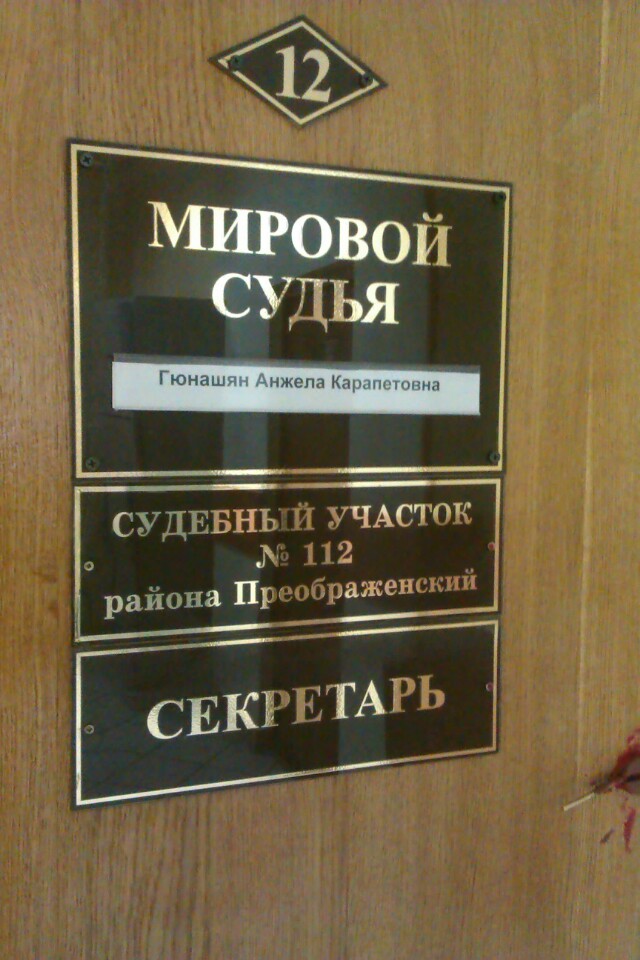 12
МИРОВОЙ
СУДЬЯ
Гюнашян Анжела Карапетовна
СУДЕБНЫЙ УЧАСТОК
№ 112
района Преображенский
СЕКРЕТАРЬ